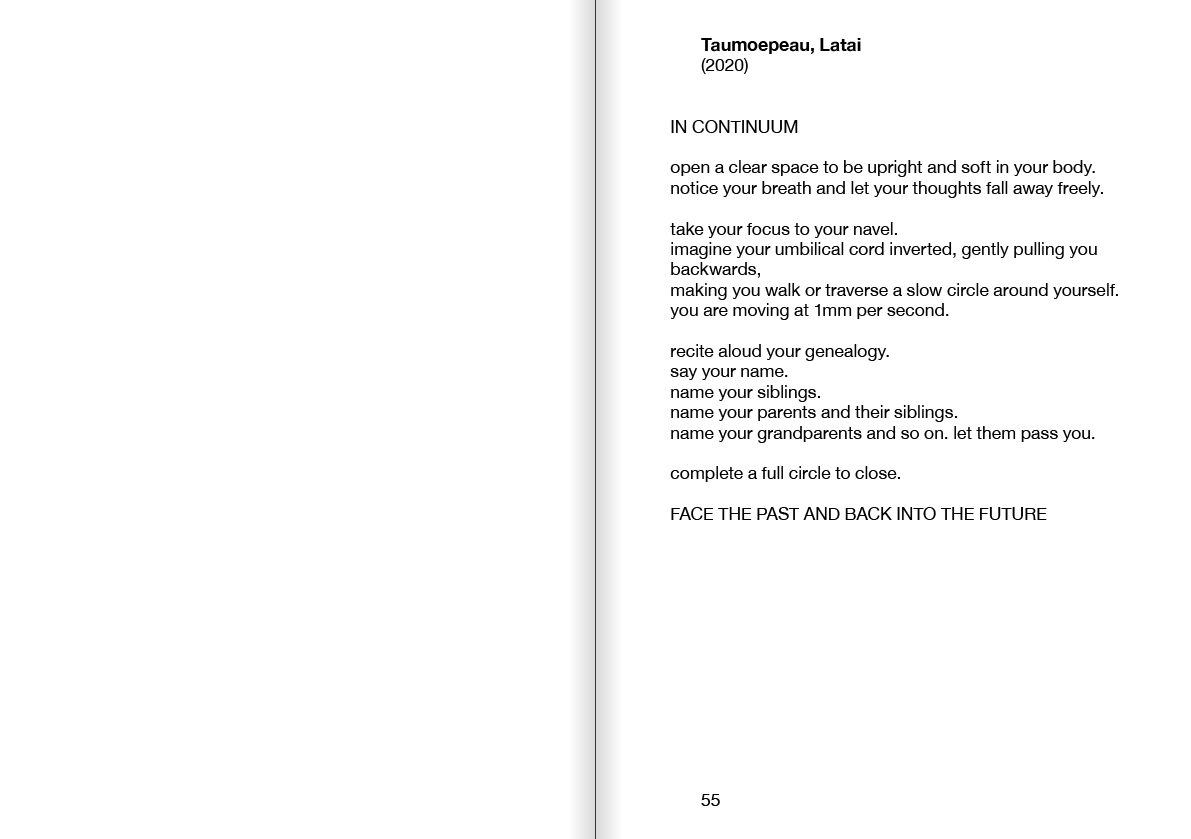 Taumoepeau, Latai
(2020)
IN CONTINUUM
open a clear space to be upright and soft in your body.
notice your breath and let your thoughts fall away freely.
take your focus to your navel.
imagine your umbilical cord inverted, gently pulling you
backwards,
making you walk or traverse a slow circle around yourself.
you are moving at 1mm per second.
recite aloud your genealogy.
say your name.
name your siblings.
name your parents and their siblings.
name your grandparents and so on. let them pass you.
complete a full circle to close.
FACE THE PAST AND BACK INTO THE FUTURE
55